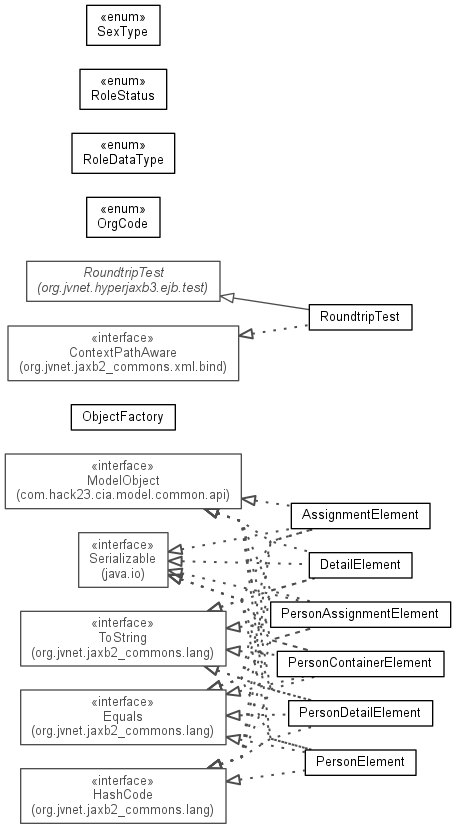 «enum»
SexType
«enum»
RoleStatus
«enum»
RoleDataType
«enum»
OrgCode
RoundtripTest
(org.jvnet.hyperjaxb3.ejb.test)
RoundtripTest
«interface»
ContextPathAware
(org.jvnet.jaxb2_commons.xml.bind)
ObjectFactory
«interface»
ModelObject
(com.hack23.cia.model.common.api)
AssignmentElement
«interface»
Serializable
(java.io)
DetailElement
PersonAssignmentElement
«interface»
ToString
(org.jvnet.jaxb2_commons.lang)
PersonContainerElement
«interface»
Equals
(org.jvnet.jaxb2_commons.lang)
PersonDetailElement
PersonElement
«interface»
HashCode
(org.jvnet.jaxb2_commons.lang)